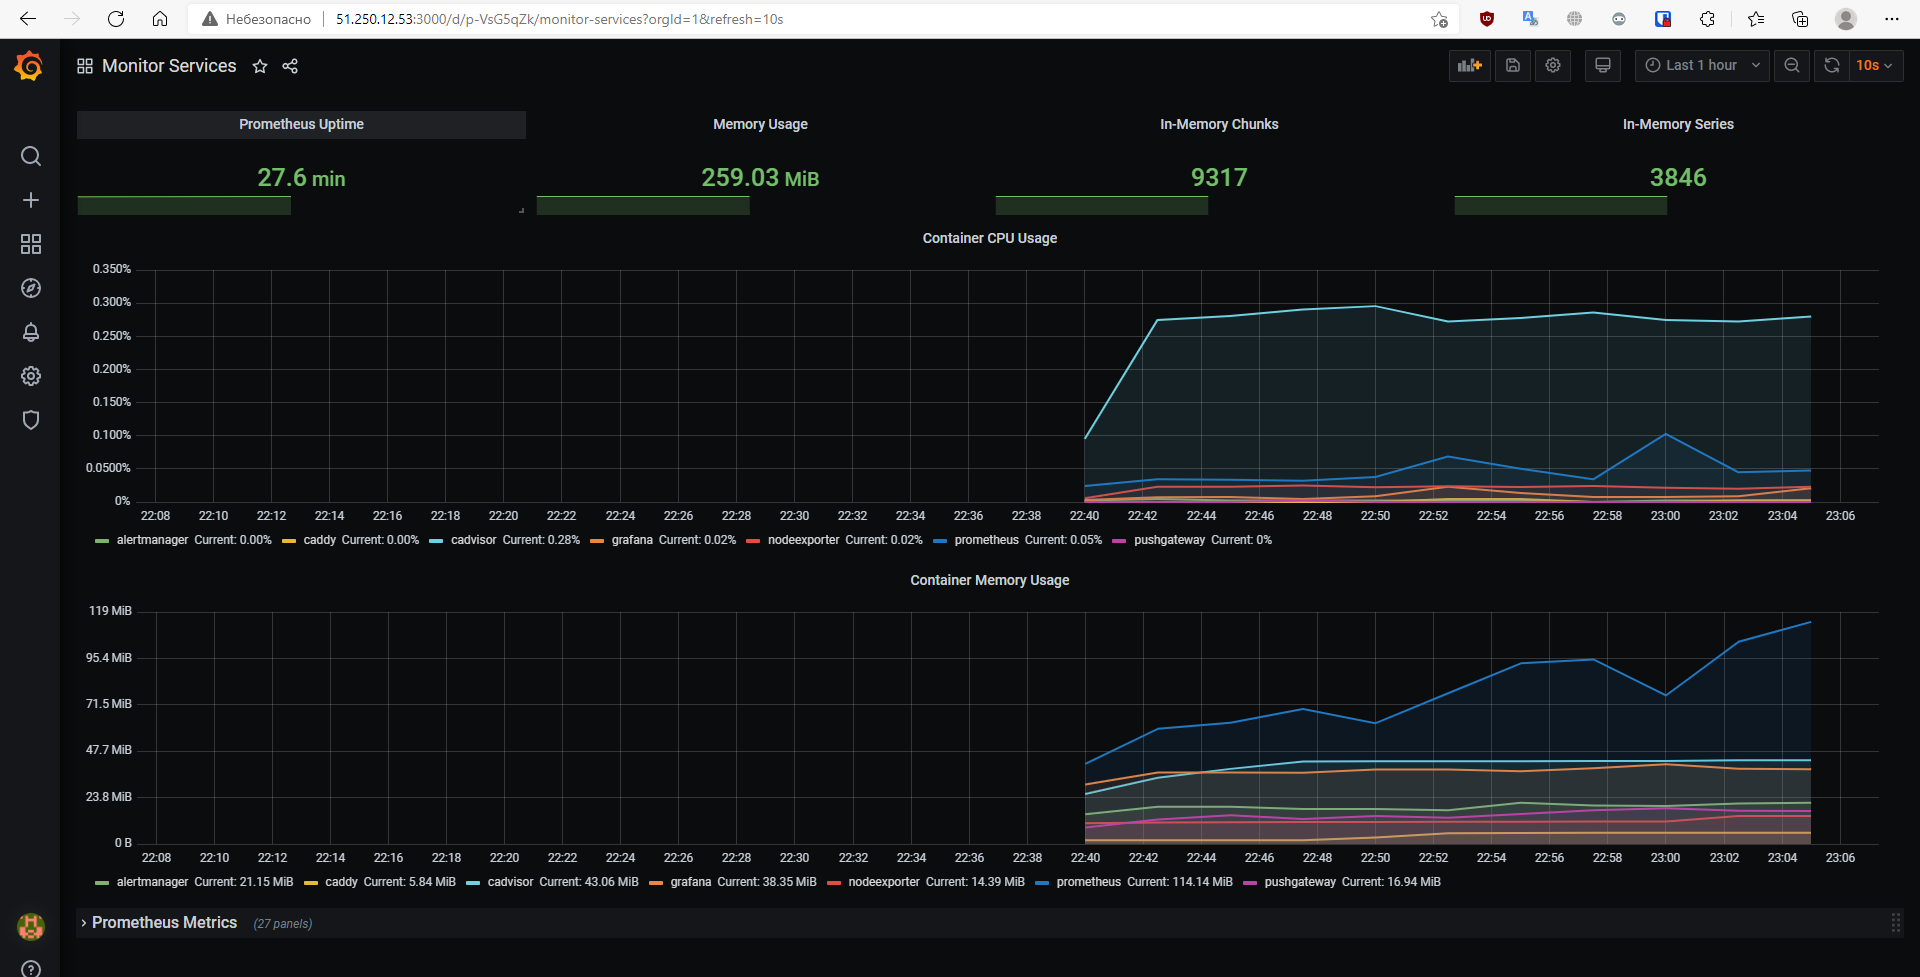 Небезопасно 51.250.12.53:3000/d/p-VsG5qZk/monitor-services?orgId=1&refresh=10s
Monitor Services Last 1 hour 10s
Prometheus Uptime Memory Usage In-Memory Chunks In-Memory Series
27.6 min 259.03 MiB 9317 3846
Container CPU Usage
0.350%
0.300%
0.250%
0.200%
0.150%
0.100%
0.0500%
0%
22:08 22:10 22:12 22:14 22:16 22:18 22:20 22:22 22:24 22:26 22:28 22:30 22:32 22:34 22:36 22:38 22:40 22:42 22:44 22:46 22:48 22:50 22:52 22:54 22:56 22:58 23:00 23:02 23:04 23:06
alertmanager Current: 0.00% caddy Current: 0.00% cadvisor Current: 0.28% grafana Current: 0.02% nodeexporter Current: 0.02% prometheus Current: 0.05% pushgateway Current: 0%
Container Memory Usage
119 MiB
95.4 MiB
71.5 MiB
47.7 MiB
23.8 MiB
0 B
22:08 22:10 22:12 22:14 22:16 22:18 22:20 22:22 22:24 22:26 22:28 22:30 22:32 22:34 22:36 22:38 22:40 22:42 22:44 22:46 22:48 22:50 22:52 22:54 22:56 22:58 23:00 23:02 23:04 23:06
alertmanager Current: 21.15 MiB caddy Current: 5.84 MiB cadvisor Current: 43.06 MiB grafana Current: 38.35 MiB nodeexporter Current: 14.39 MiB prometheus Current: 114.14 MiB pushgateway Current: 16.94 MiB
Prometheus Metrics (27 panels)